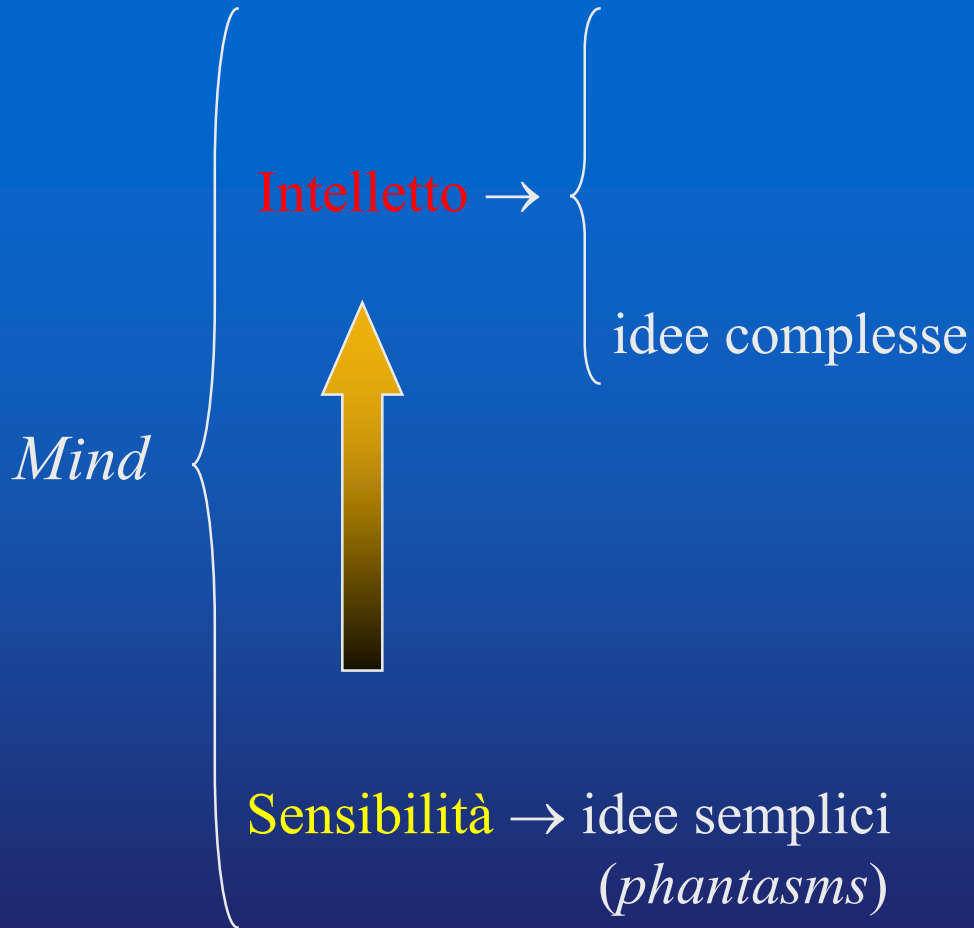 Intelletto →
idee complesse
Mind
Sensibilità → idee semplici
(phantasms)